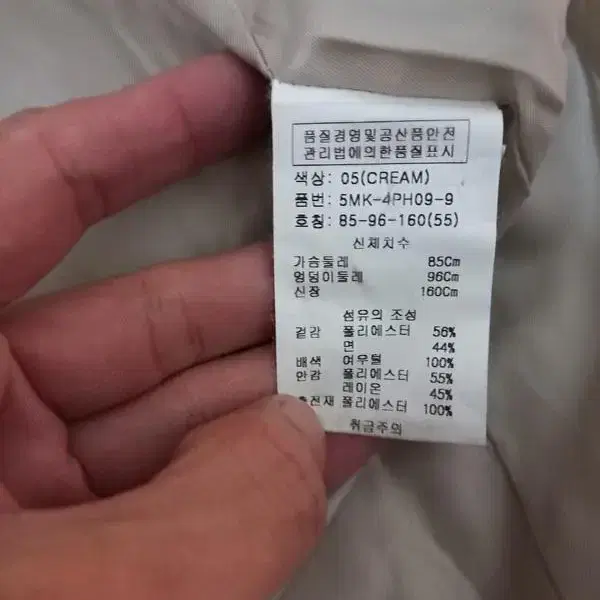 품질경영및공산품안전
관리법에의한품질표시
색상: 05(CREAM)
품번: 5MK-4PH09-9
호칭: 85-96-160(55)
신체치수
가슴둘레 85Cm
엉덩이둘레 96Cm
신장 160Cm
섬유의 조성
겉감 폴리에스터 56%
면 44%
배색 여우털 100%
안감 폴리에스터 55%
레이온 45%
충전재 폴리에스터 100%
취급주의